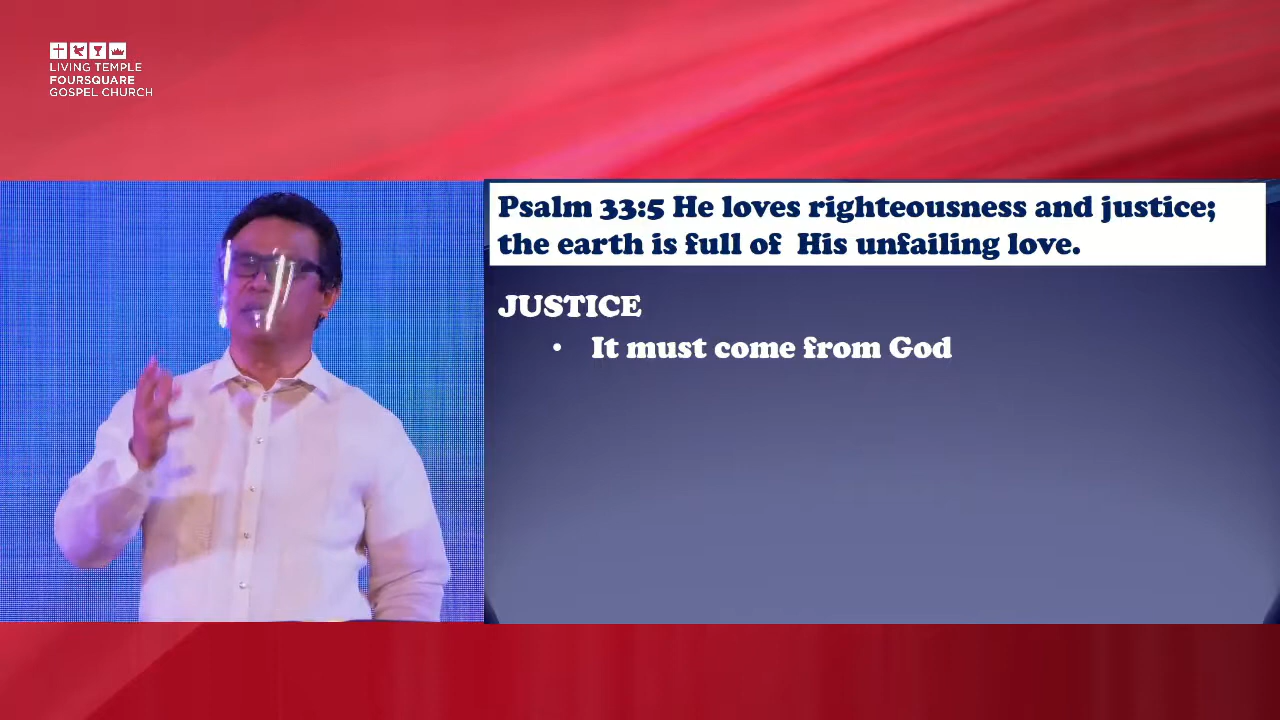 LIVING TEMPLE
FOURSQUARE
GOSPEL CHURCH
Psalm 33:5 He loves righteousness and justice;
the earth is full of His unfailing love.
JUSTICE
• It must come from God